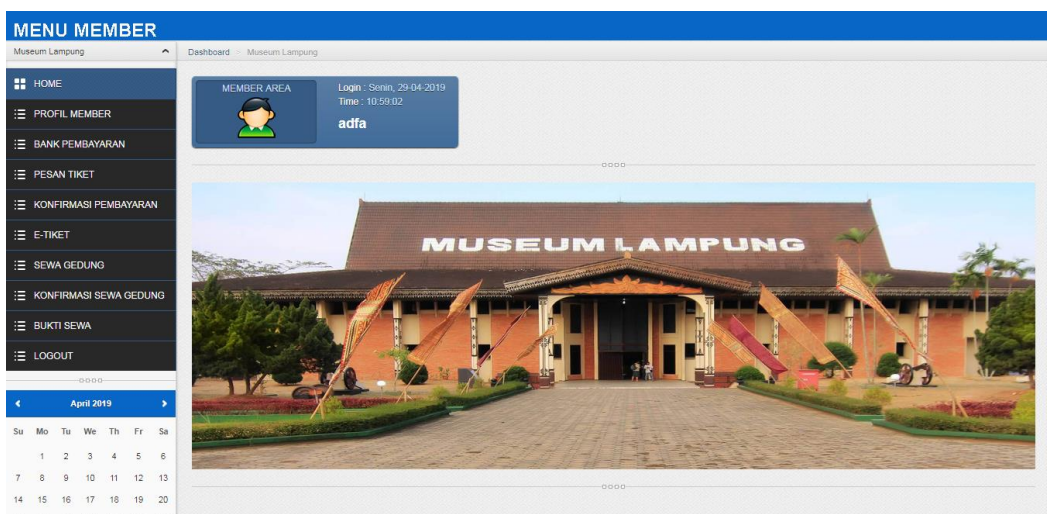 MENU MEMBER
Museum Lampung
Dashboard Museum Lampung
HOME
PROFIL MEMBER
BANK PEMBAYARAN
PESAN TIKET
KONFIRMASI PEMBAYARAN
E-TIKET
SEWA GEDUNG
KONFIRMASI SEWA GEDUNG
BUKTI SEWA
LOGOUT
April 2019
Su Mo Tu We Th Fr Sa
1 2 3 4 5 6
7 8 9 10 11 12 13
14 15 16 17 18 19 20
MEMBER AREA
Login : Senin, 29-04-2019
Time : 10:59:02
adfa
MUSEUM LAMPUNG